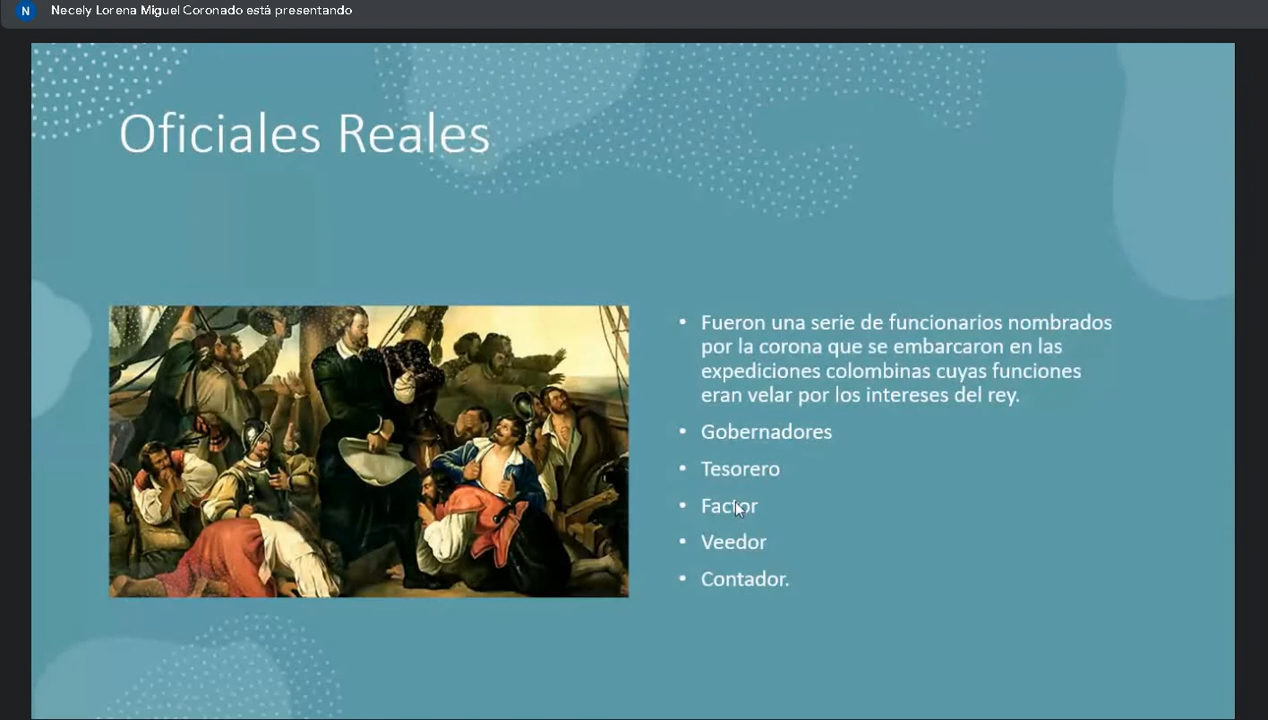 N Necely Lorena Miguel Coronado está presentando
Oficiales Reales
• Fueron una serie de funcionarios nombrados
por la corona que se embarcaron en las
expediciones colombinas cuyas funciones
eran velar por los intereses del rey.
• Gobernadores
• Tesorero
• Factor
• Veedor
• Contador.